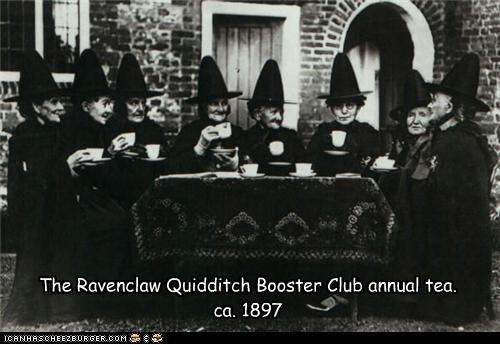 The Ravenclaw Quidditch Booster Club annual tea.
ca. 1897
ICANHASCHEEZBURGER.COM